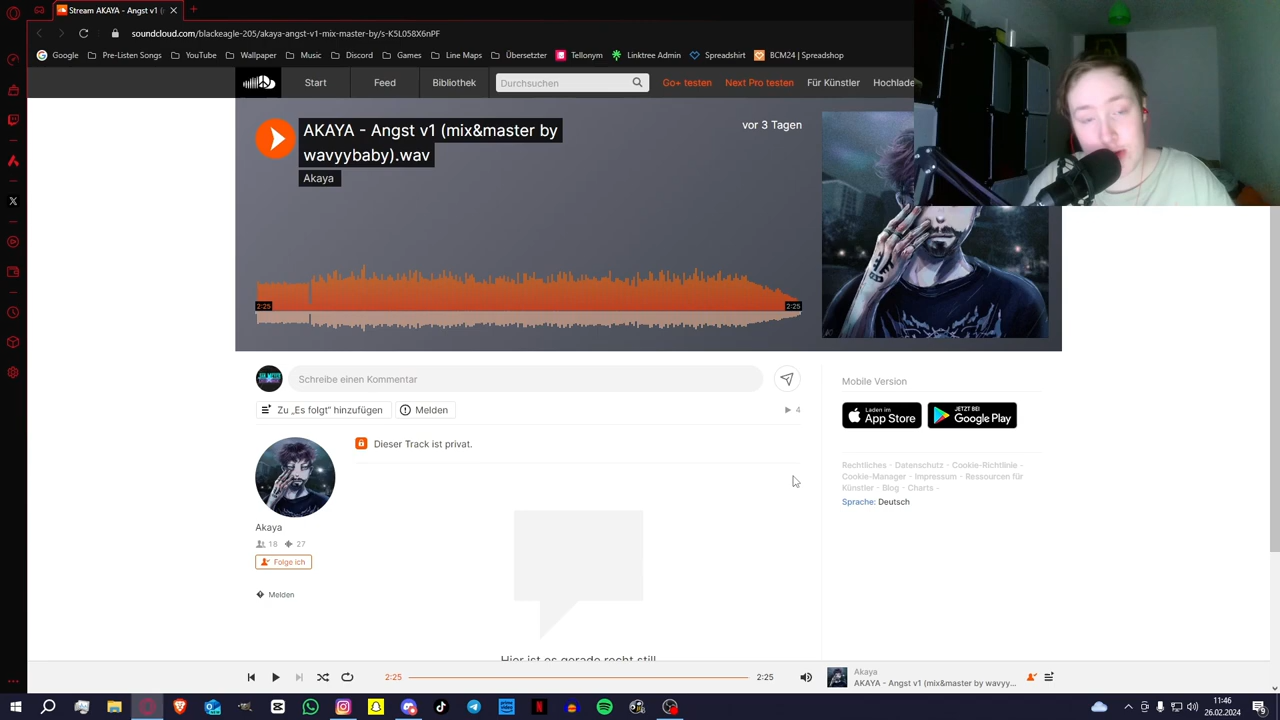 Stream AKAYA - Angst v1 (
soundcloud.com/blackeagle-205/akaya-angst-v1-mix-master-by/s-K5L058X6nPF
Google Pre-Listen Songs YouTube Wallpaper Music Discord Games Line Maps Übersetzter Tellonym Linktree Admin Spreadshirt BCM24 | Spreadshop
Start Feed Bibliothek Durchsuchen Go+ testen Next Pro testen Für Künstler Hochlade
AKAYA - Angst v1 (mix&master by
wavyybaby).wav
vor 3 Tagen
Akaya
2:25 2:25
Schreibe einen Kommentar
Zu „Es folgt“ hinzufügen Melden 4
Dieser Track ist privat.
Akaya
18 27
Folge ich
Melden
Hier ist es gerade recht still
Mobile Version
Laden im
App Store
JETZT BEI
Google Play
Rechtliches - Datenschutz - Cookie-Richtlinie -
Cookie-Manager - Impressum - Ressourcen für
Künstler - Blog - Charts -
Sprache: Deutsch
2:25 2:25
Akaya
AKAYA - Angst v1 (mix&master by wavyy...
11:46
26.02.2024